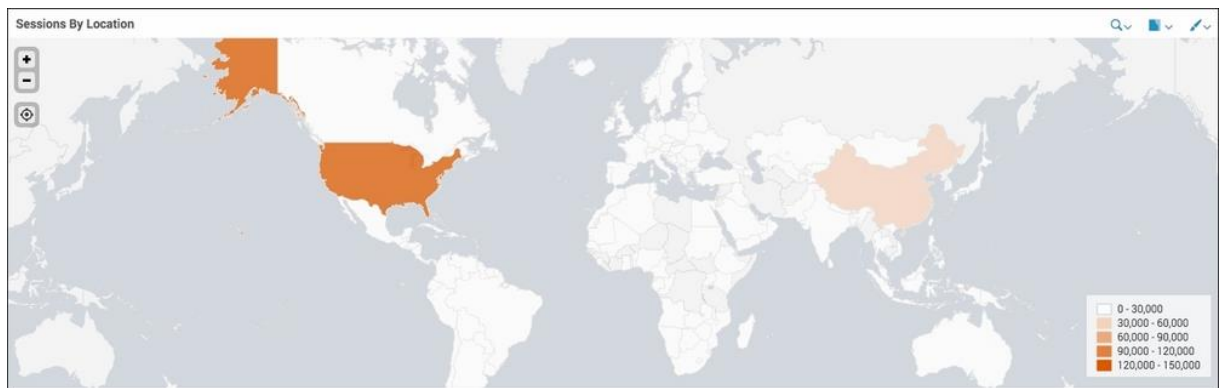 Sessions By Location
+
-
0 - 30,000
30,000 - 60,000
60,000 - 90,000
90,000 - 120,000
120,000 - 150,000